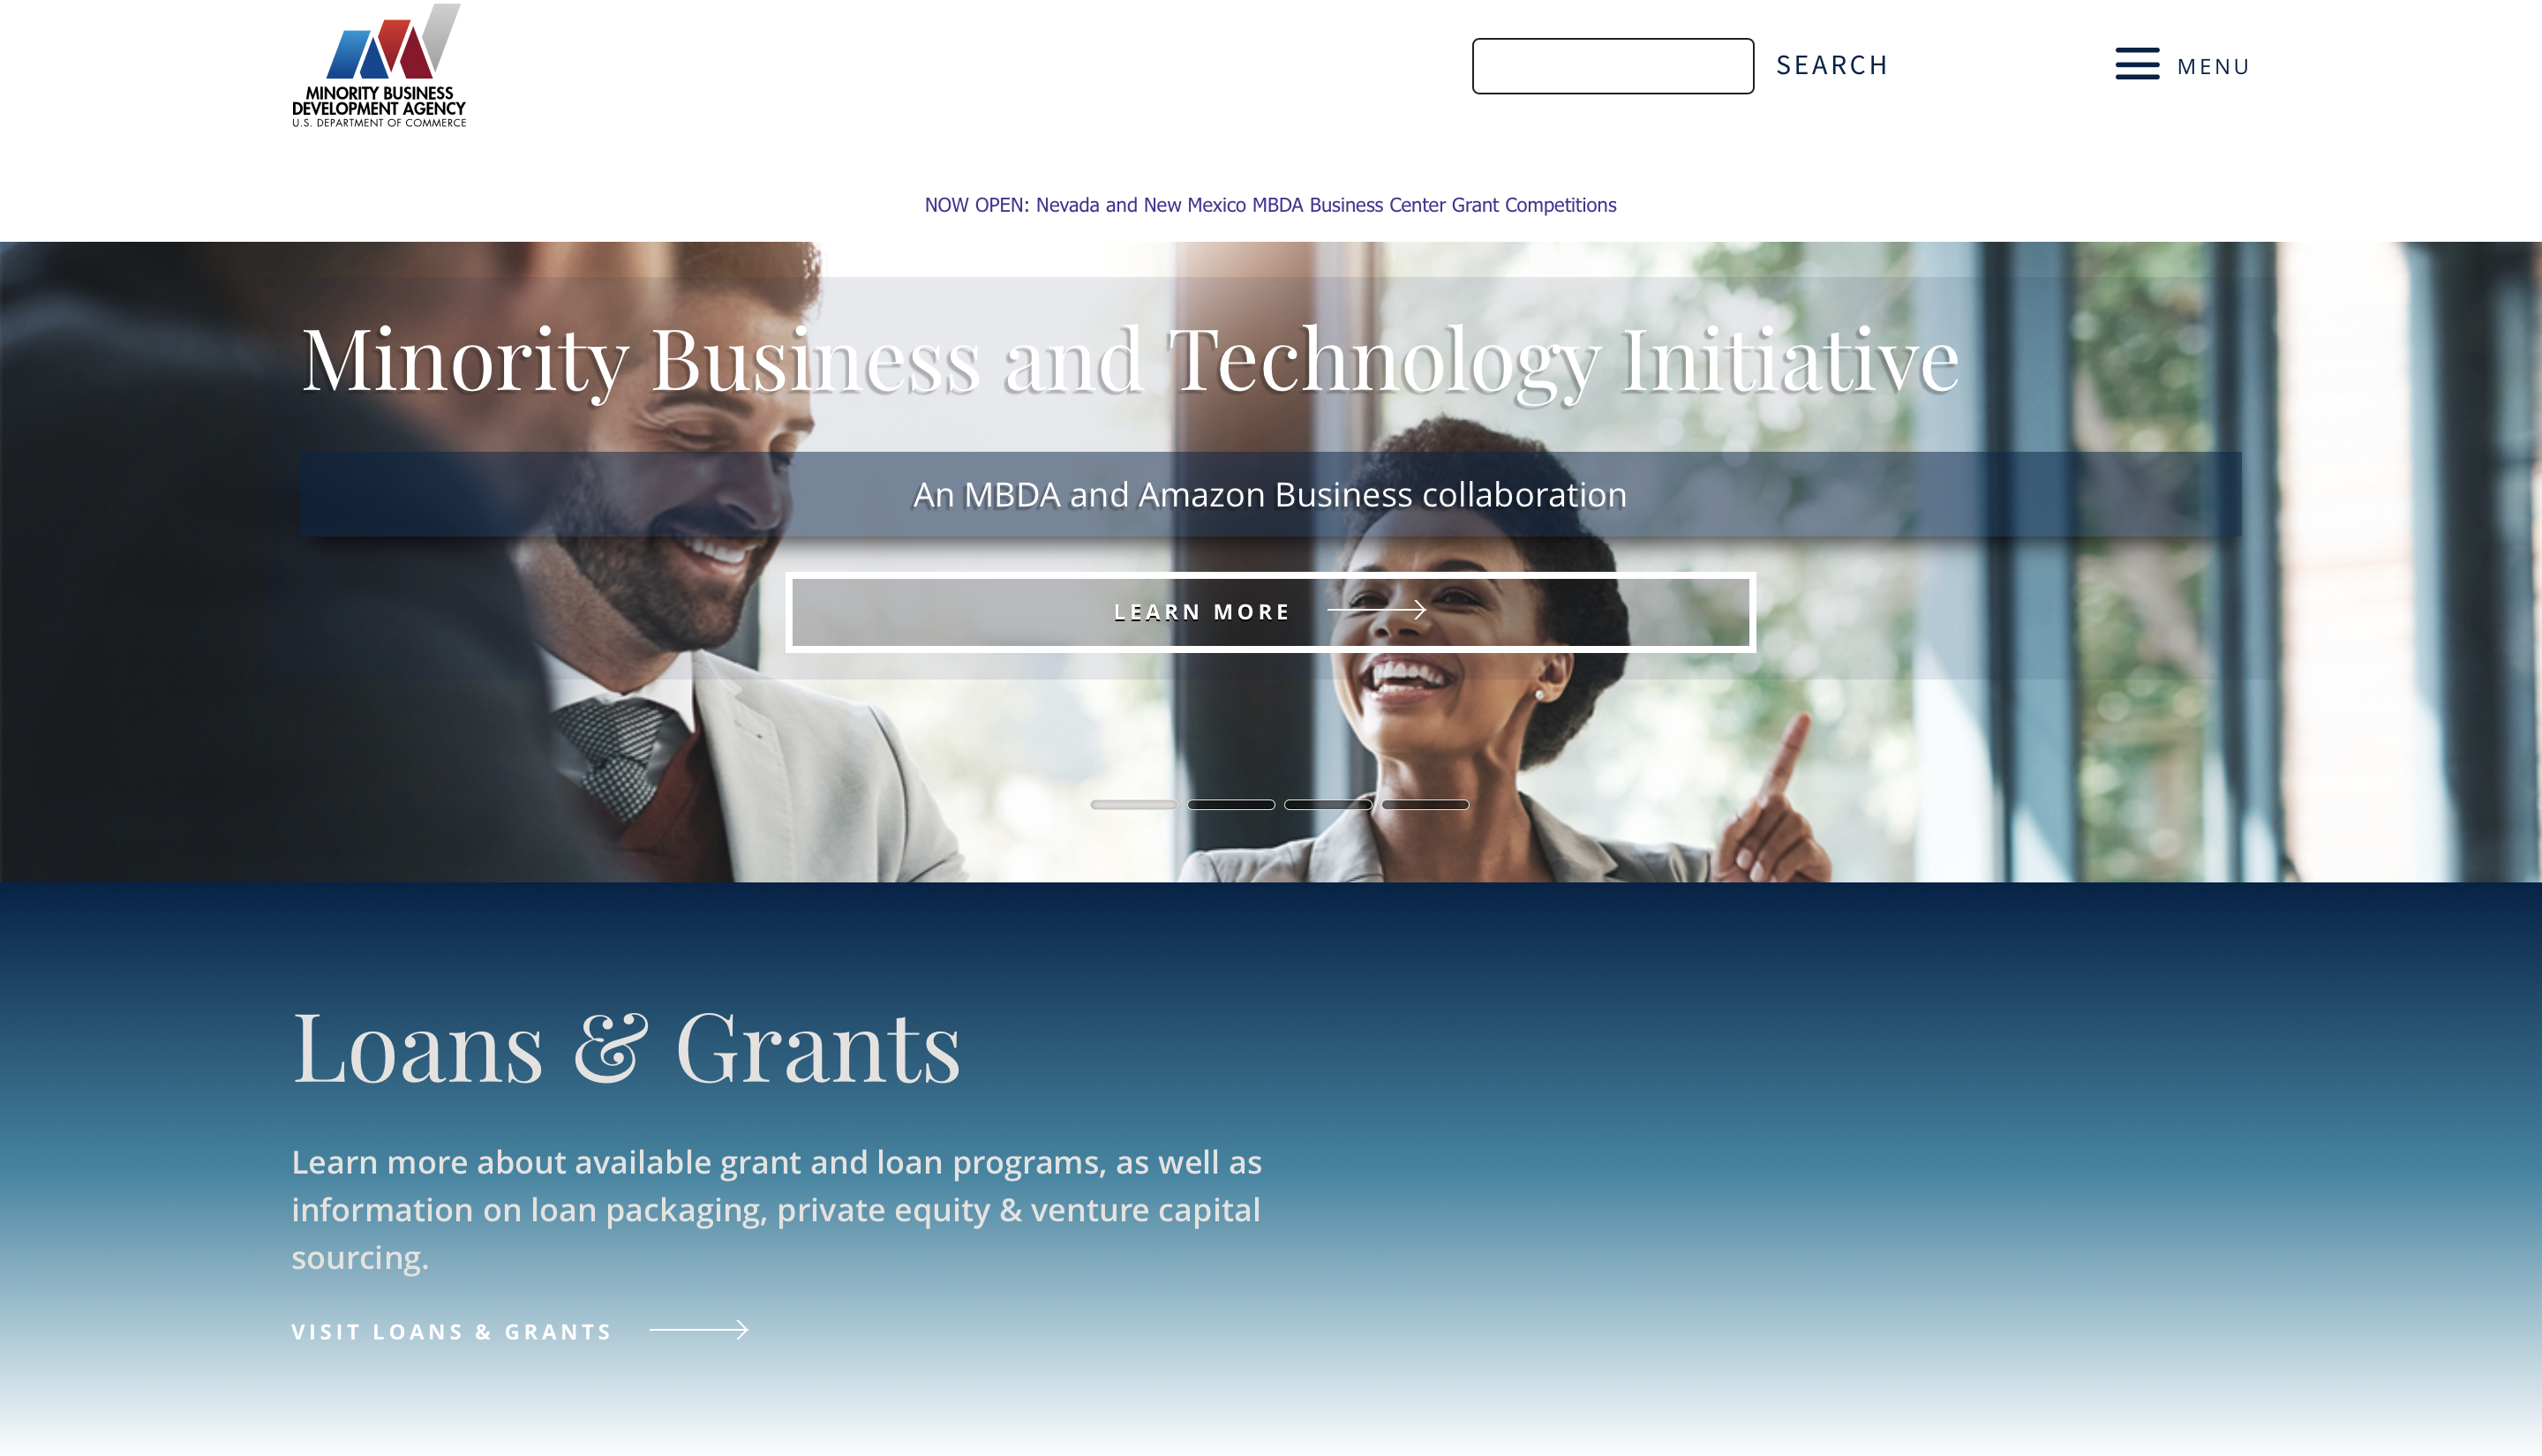 MINORITY BUSINESS
DEVELOPMENT AGENCY
U.S. DEPARTMENT OF COMMERCE
SEARCH
MENU
NOW OPEN: Nevada and New Mexico MBDA Business Center Grant Competitions
Minority Business and Technology Initiative
An MBDA and Amazon Business collaboration
LEARN MORE
Loans & Grants
Learn more about available grant and loan programs, as well as
information on loan packaging, private equity & venture capital
sourcing.
VISIT LOANS & GRANTS